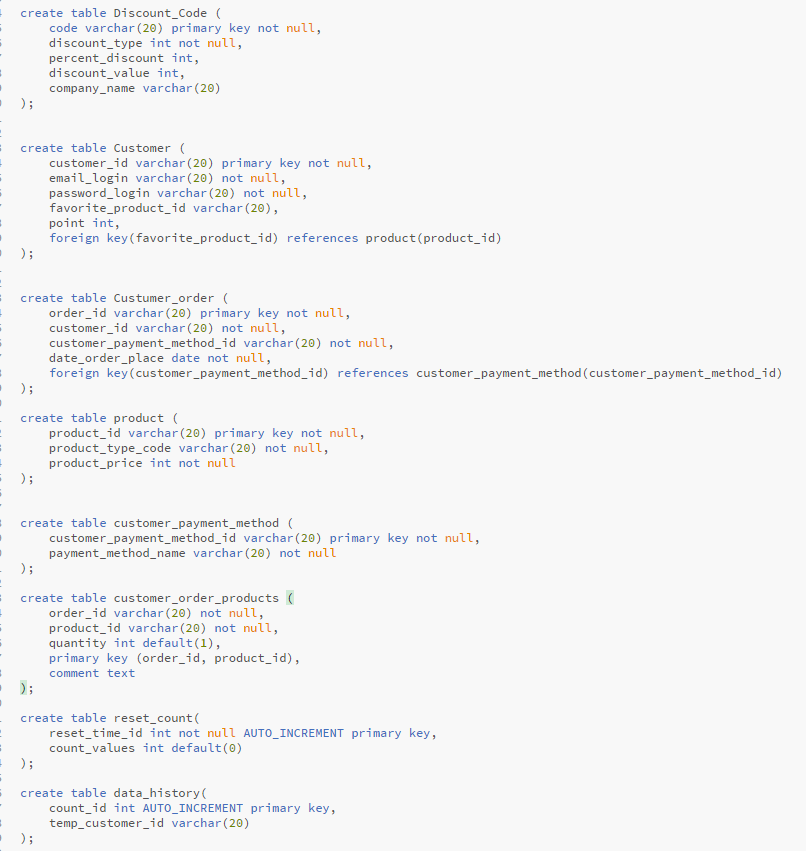 create table Discount_Code (
code varchar(20) primary key not null,
discount_type int not null,
percent_discount int,
discount_value int,
company_name varchar(20)
);
create table Customer (
customer_id varchar(20) primary key not null,
email_login varchar(20) not null,
password_login varchar(20) not null,
favorite_product_id varchar(20),
point int,
foreign key(favorite_product_id) references product(product_id)
);
create table Custumer_order (
order_id varchar(20) primary key not null,
customer_id varchar(20) not null,
customer_payment_method_id varchar(20) not null,
date_order_place date not null,
foreign key(customer_payment_method_id) references customer_payment_method(customer_payment_method_id)
);
create table product (
product_id varchar(20) primary key not null,
product_type_code varchar(20) not null,
product_price int not null
);
create table customer_payment_method (
customer_payment_method_id varchar(20) primary key not null,
payment_method_name varchar(20) not null
);
create table customer_order_products (
order_id varchar(20) not null,
product_id varchar(20) not null,
quantity int default(1),
primary key (order_id, product_id),
comment text
);
create table reset_count(
reset_time_id int not null AUTO_INCREMENT primary key,
count_values int default(0)
);
create table data_history(
count_id int AUTO_INCREMENT primary key,
temp_customer_id varchar(20)
);